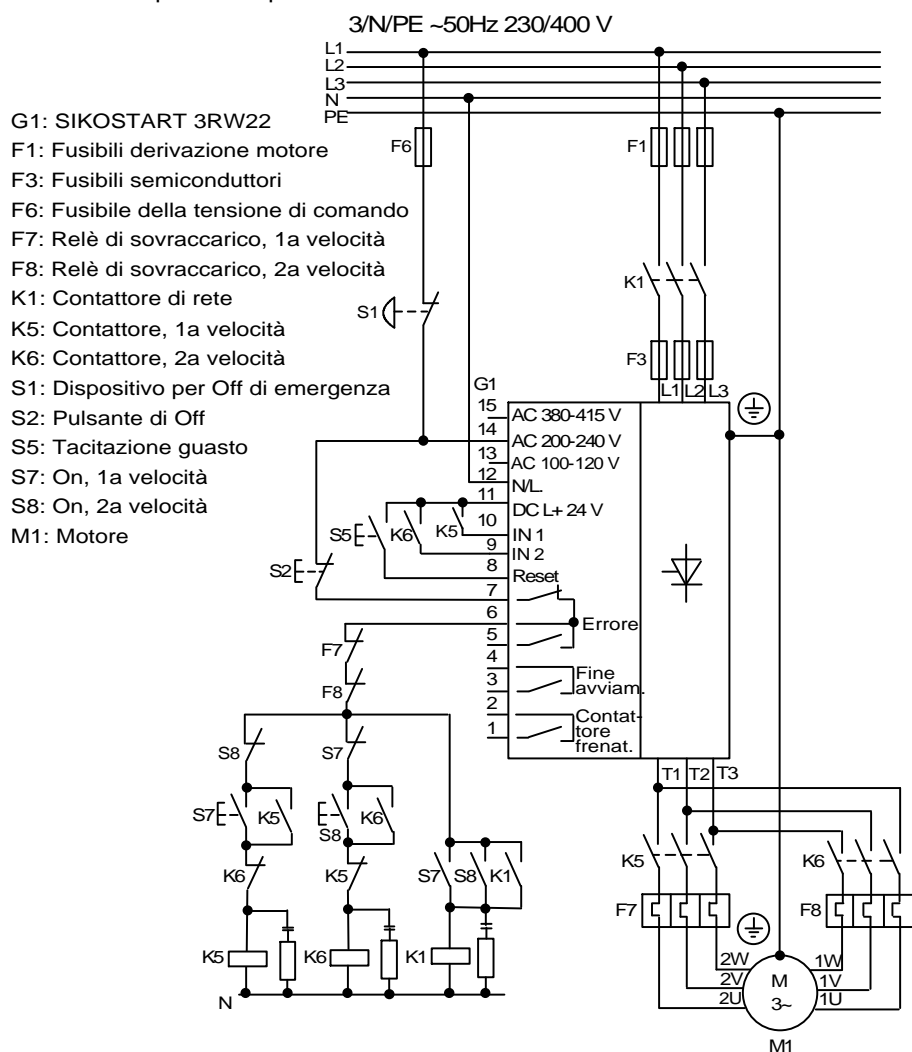 3/N/PE ~50Hz 230/400 V
L1
L2
L3
N
PE
G1: SIKOSTART 3RW22
F1: Fusibili derivazione motore
F3: Fusibili semiconduttori
F6: Fusibile della tensione di comando
F7: Relè di sovraccarico, 1a velocità
F8: Relè di sovraccarico, 2a velocità
K1: Contattore di rete
K5: Contattore, 1a velocità
K6: Contattore, 2a velocità
S1: Dispositivo per Off di emergenza
S2: Pulsante di Off
S5: Tacitazione guasto
S7: On, 1a velocità
S8: On, 2a velocità
M1: Motore
F6
F1
S1
K1
F3
G1
L1 L2 L3
15 AC 380-415 V
14 AC 200-240 V
13 AC 100-120 V
12 N/L.
11 DC L+ 24 V
10 IN 1
9 IN 2
8 Reset
7
6 Errore
5
4
3 Fine
avviam.
2
1 Contat-
tore
frenat.
S5 K6 K5
S2
F7
F8
S8 S7
S7 K5 S8 K6
K6 K5 S7 S8 K1
K5 K6 K1
N
T1 T2 T3
K5 K6
F7 F8
2W 1W
2V M 1V
2U 3~ 1U
M1